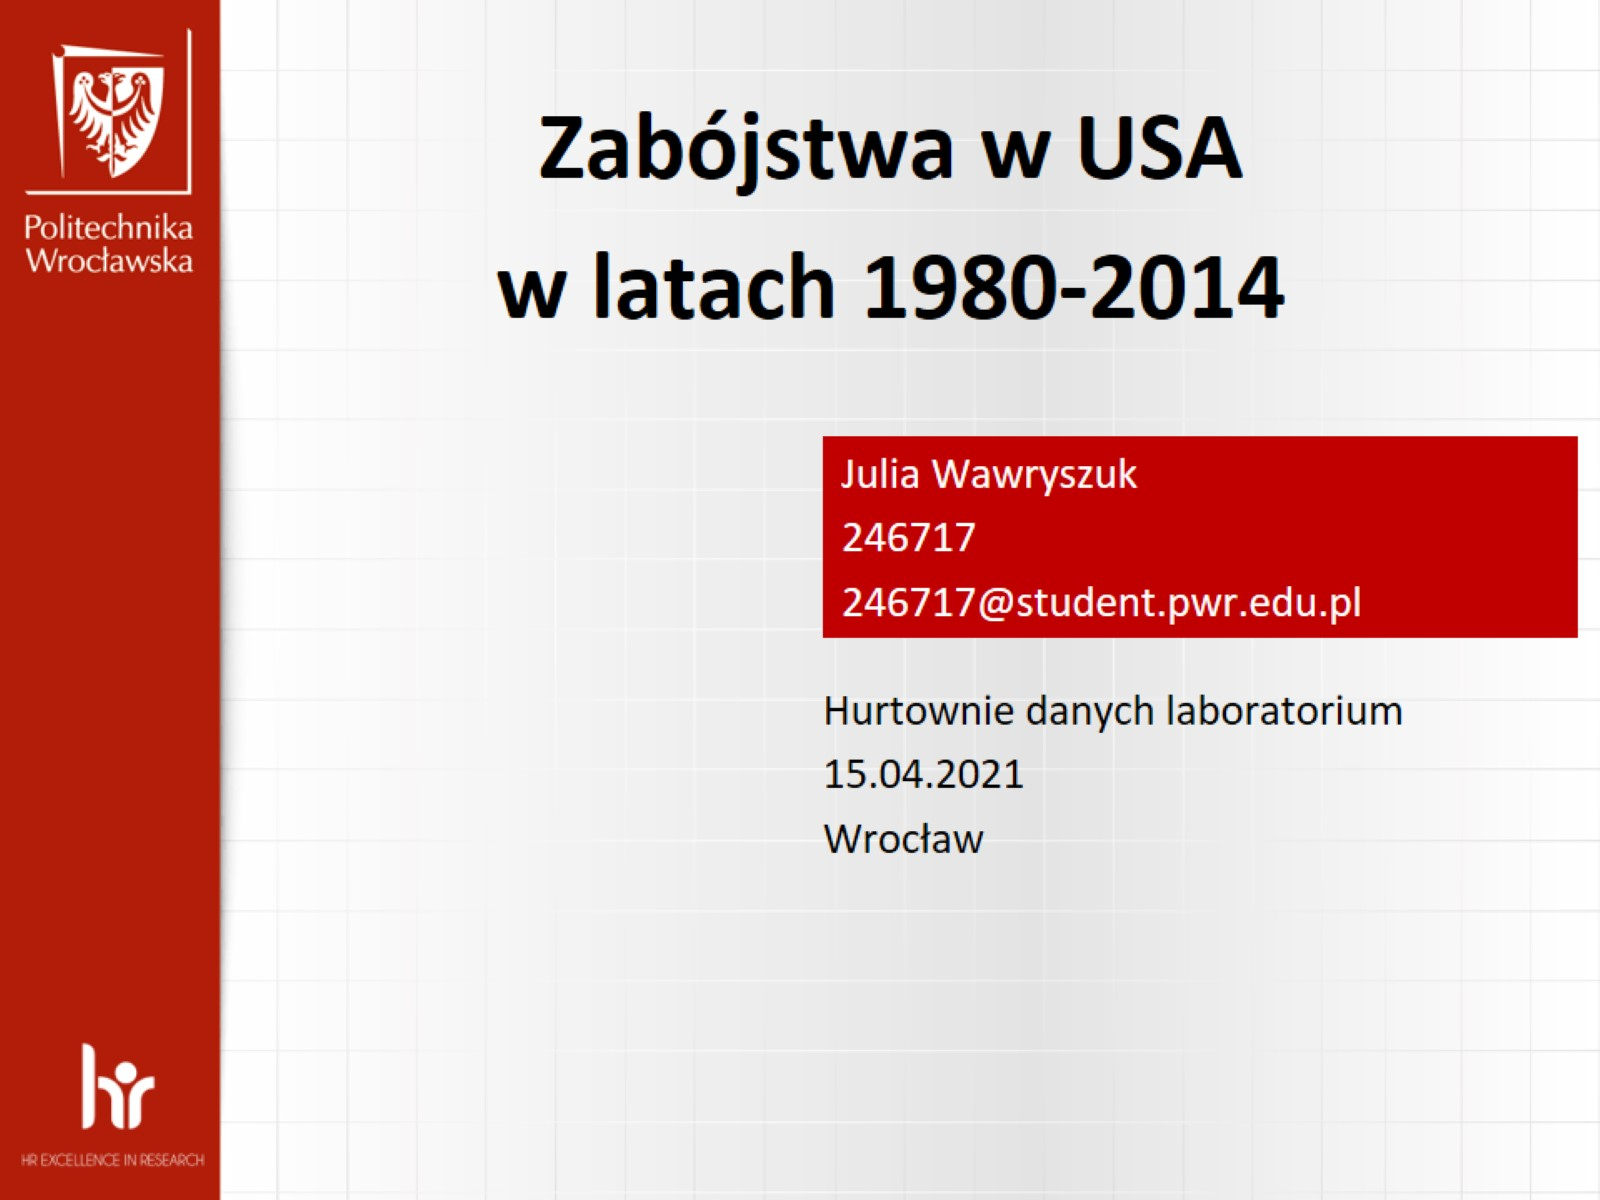 Politechnika
Wrocławska
Zabójstwa w USA
w latach 1980-2014
Julia Wawryszuk
246717
246717@student.pwr.edu.pl
Hurtownie danych laboratorium
15.04.2021
Wrocław
hr
HR EXCELLENCE IN RESEARCH